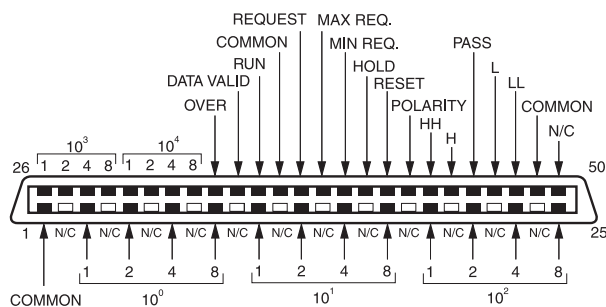 REQUEST MAX REQ.
COMMON MIN REQ. PASS
RUN HOLD L
DATA VALID RESET LL
OVER POLARITY COMMON
HH H N/C
10³ 10⁴
26 1 2 4 8 1 2 4 8 50
1 N/C N/C N/C N/C N/C N/C N/C N/C N/C N/C N/C N/C 25
1 2 4 8 1 2 4 8 1 2 4 8
COMMON 10⁰ 10¹ 10²